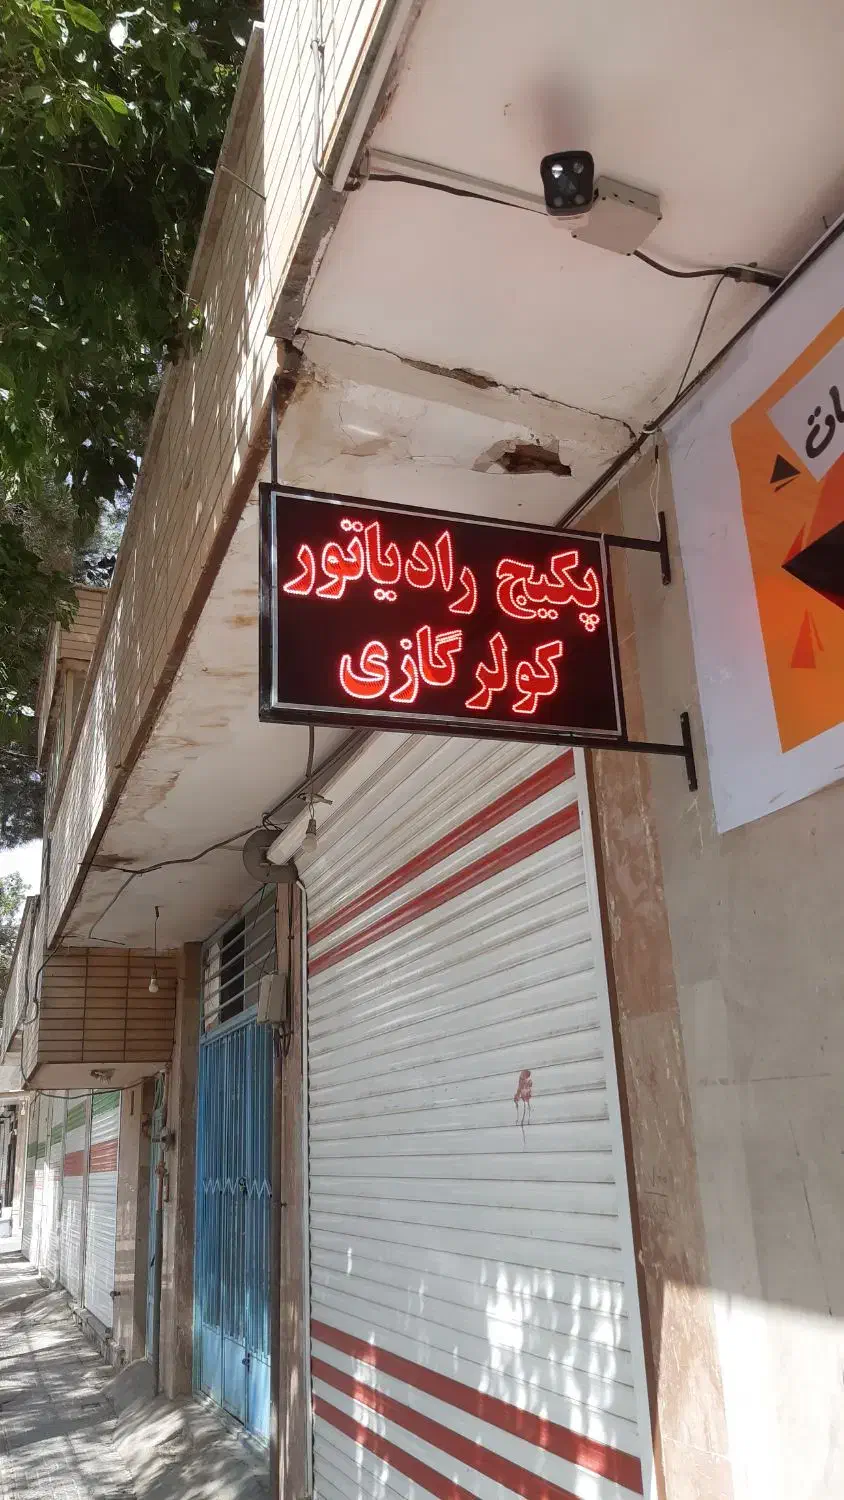 پکیج رادیاتور
کولر گازی